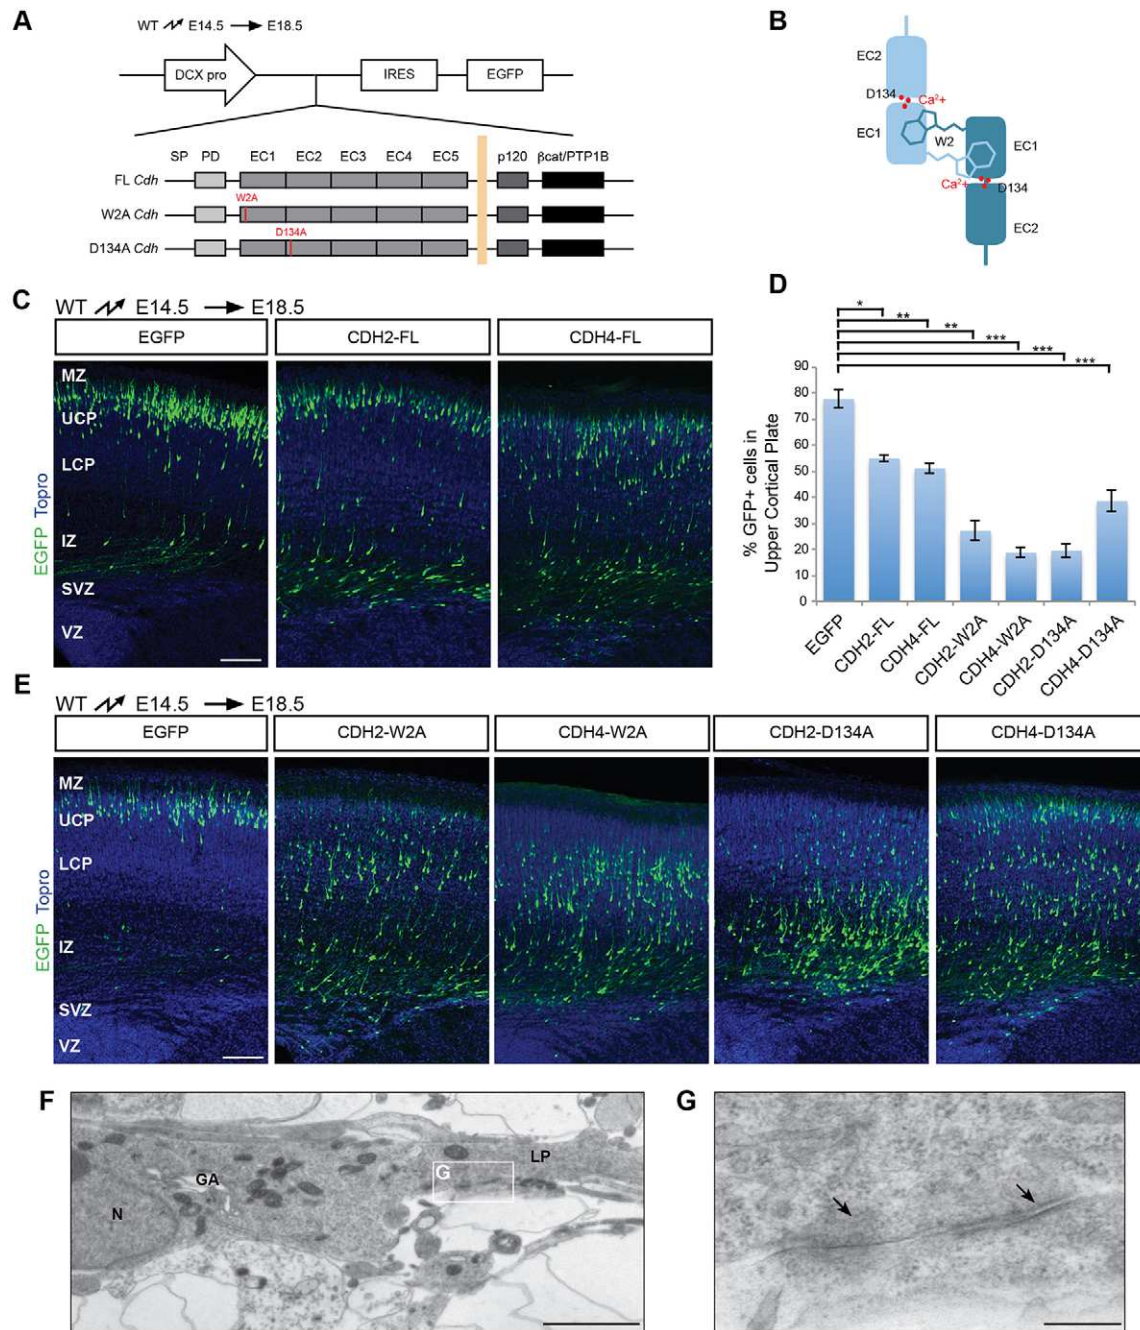 A
WT E14.5 E18.5
DCX pro IRES EGFP
SP PD EC1 EC2 EC3 EC4 EC5 p120 βcat/PTP1B
FL Cdh
W2A
W2A Cdh
D134A
D134A Cdh
B
EC2
D134 Ca²+
EC1 W2 EC1
Ca²+ D134
EC2
C
WT E14.5 E18.5
EGFP CDH2-FL CDH4-FL
MZ
UCP
LCP
IZ
SVZ
VZ
EGFP Topro
D
*
**
**
***
***
***
% GFP+ cells in
Upper Cortical Plate
90
80
70
60
50
40
30
20
10
0
EGFP CDH2-FL CDH4-FL CDH2-W2A CDH4-W2A CDH2-D134A CDH4-D134A
E
WT E14.5 E18.5
EGFP CDH2-W2A CDH4-W2A CDH2-D134A CDH4-D134A
MZ
UCP
LCP
IZ
SVZ
VZ
EGFP Topro
F
GA N G LP
G